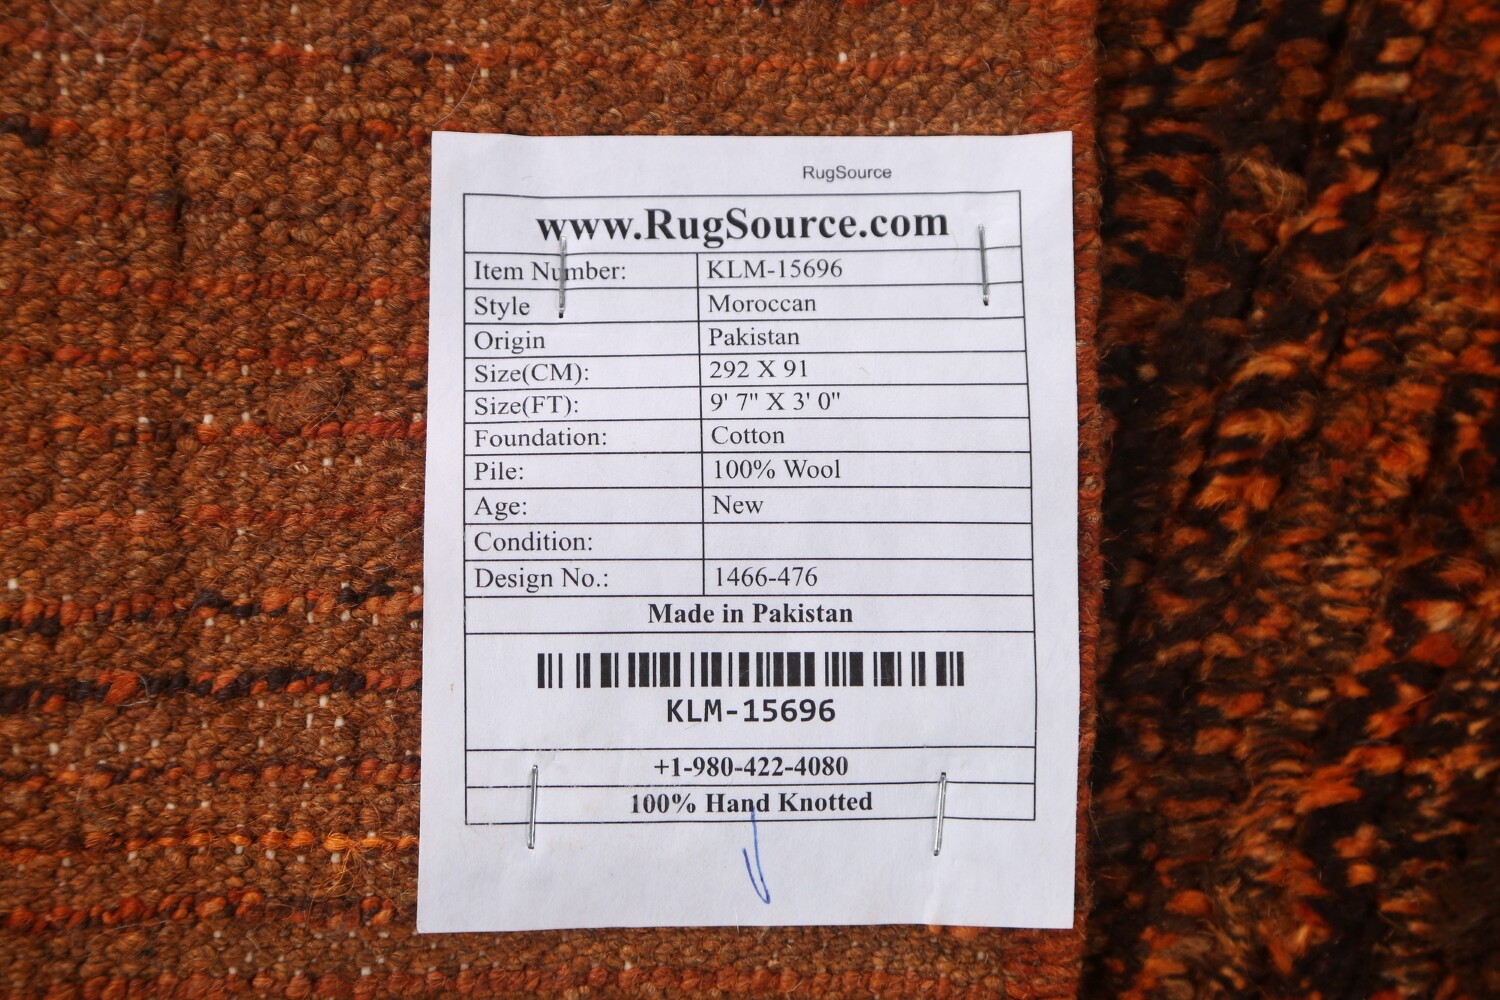 RugSource
www.RugSource.com
Item Number: KLM-15696
Style Moroccan
Origin Pakistan
Size(CM): 292 X 91
Size(FT): 9' 7" X 3' 0"
Foundation: Cotton
Pile: 100% Wool
Age: New
Condition:
Design No.: 1466-476
Made in Pakistan
KLM-15696
+1-980-422-4080
100% Hand Knotted